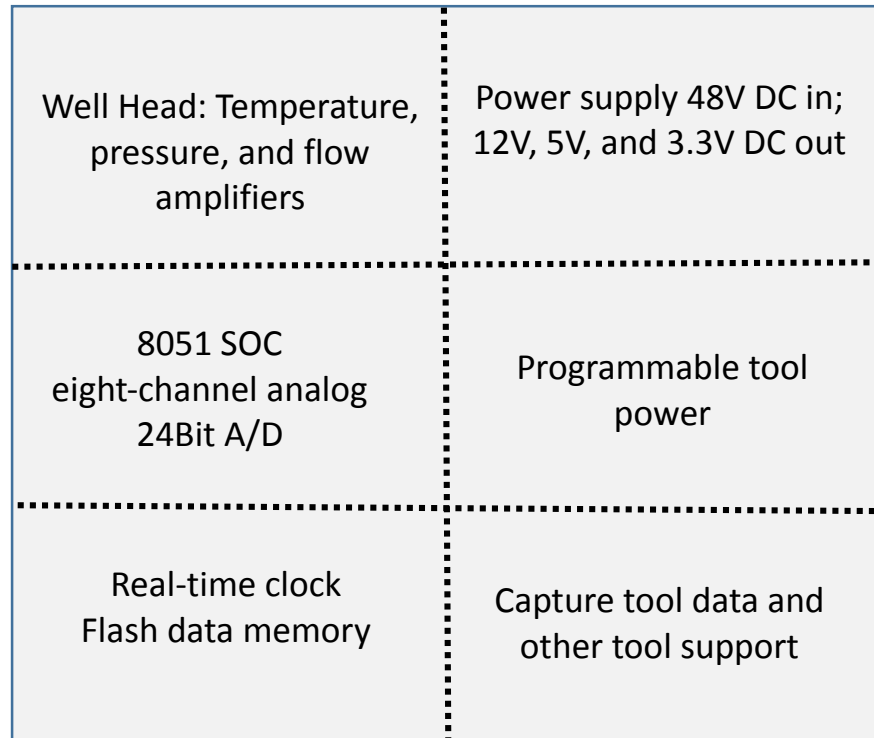 Well Head: Temperature,
pressure, and flow
amplifiers
Power supply 48V DC in;
12V, 5V, and 3.3V DC out
8051 SOC
eight-channel analog
24Bit A/D
Programmable tool
power
Real-time clock
Flash data memory
Capture tool data and
other tool support